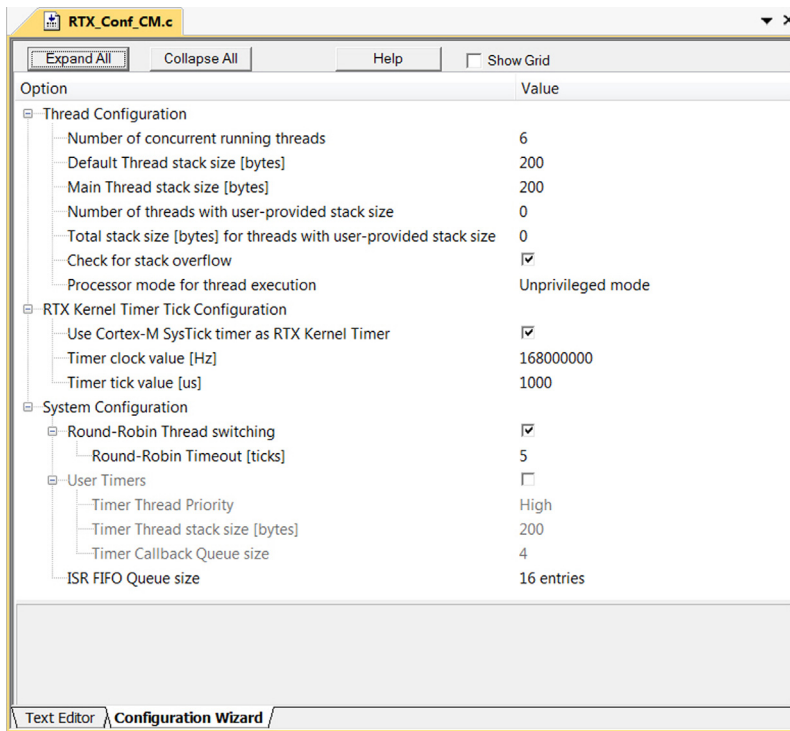 RTX_Conf_CM.c
Expand All Collapse All Help Show Grid
Option Value
Thread Configuration
Number of concurrent running threads 6
Default Thread stack size [bytes] 200
Main Thread stack size [bytes] 200
Number of threads with user-provided stack size 0
Total stack size [bytes] for threads with user-provided stack size 0
Check for stack overflow
Processor mode for thread execution Unprivileged mode
RTX Kernel Timer Tick Configuration
Use Cortex-M SysTick timer as RTX Kernel Timer
Timer clock value [Hz] 168000000
Timer tick value [us] 1000
System Configuration
Round-Robin Thread switching
Round-Robin Timeout [ticks] 5
User Timers
Timer Thread Priority High
Timer Thread stack size [bytes] 200
Timer Callback Queue size 4
ISR FIFO Queue size 16 entries
Text Editor Configuration Wizard